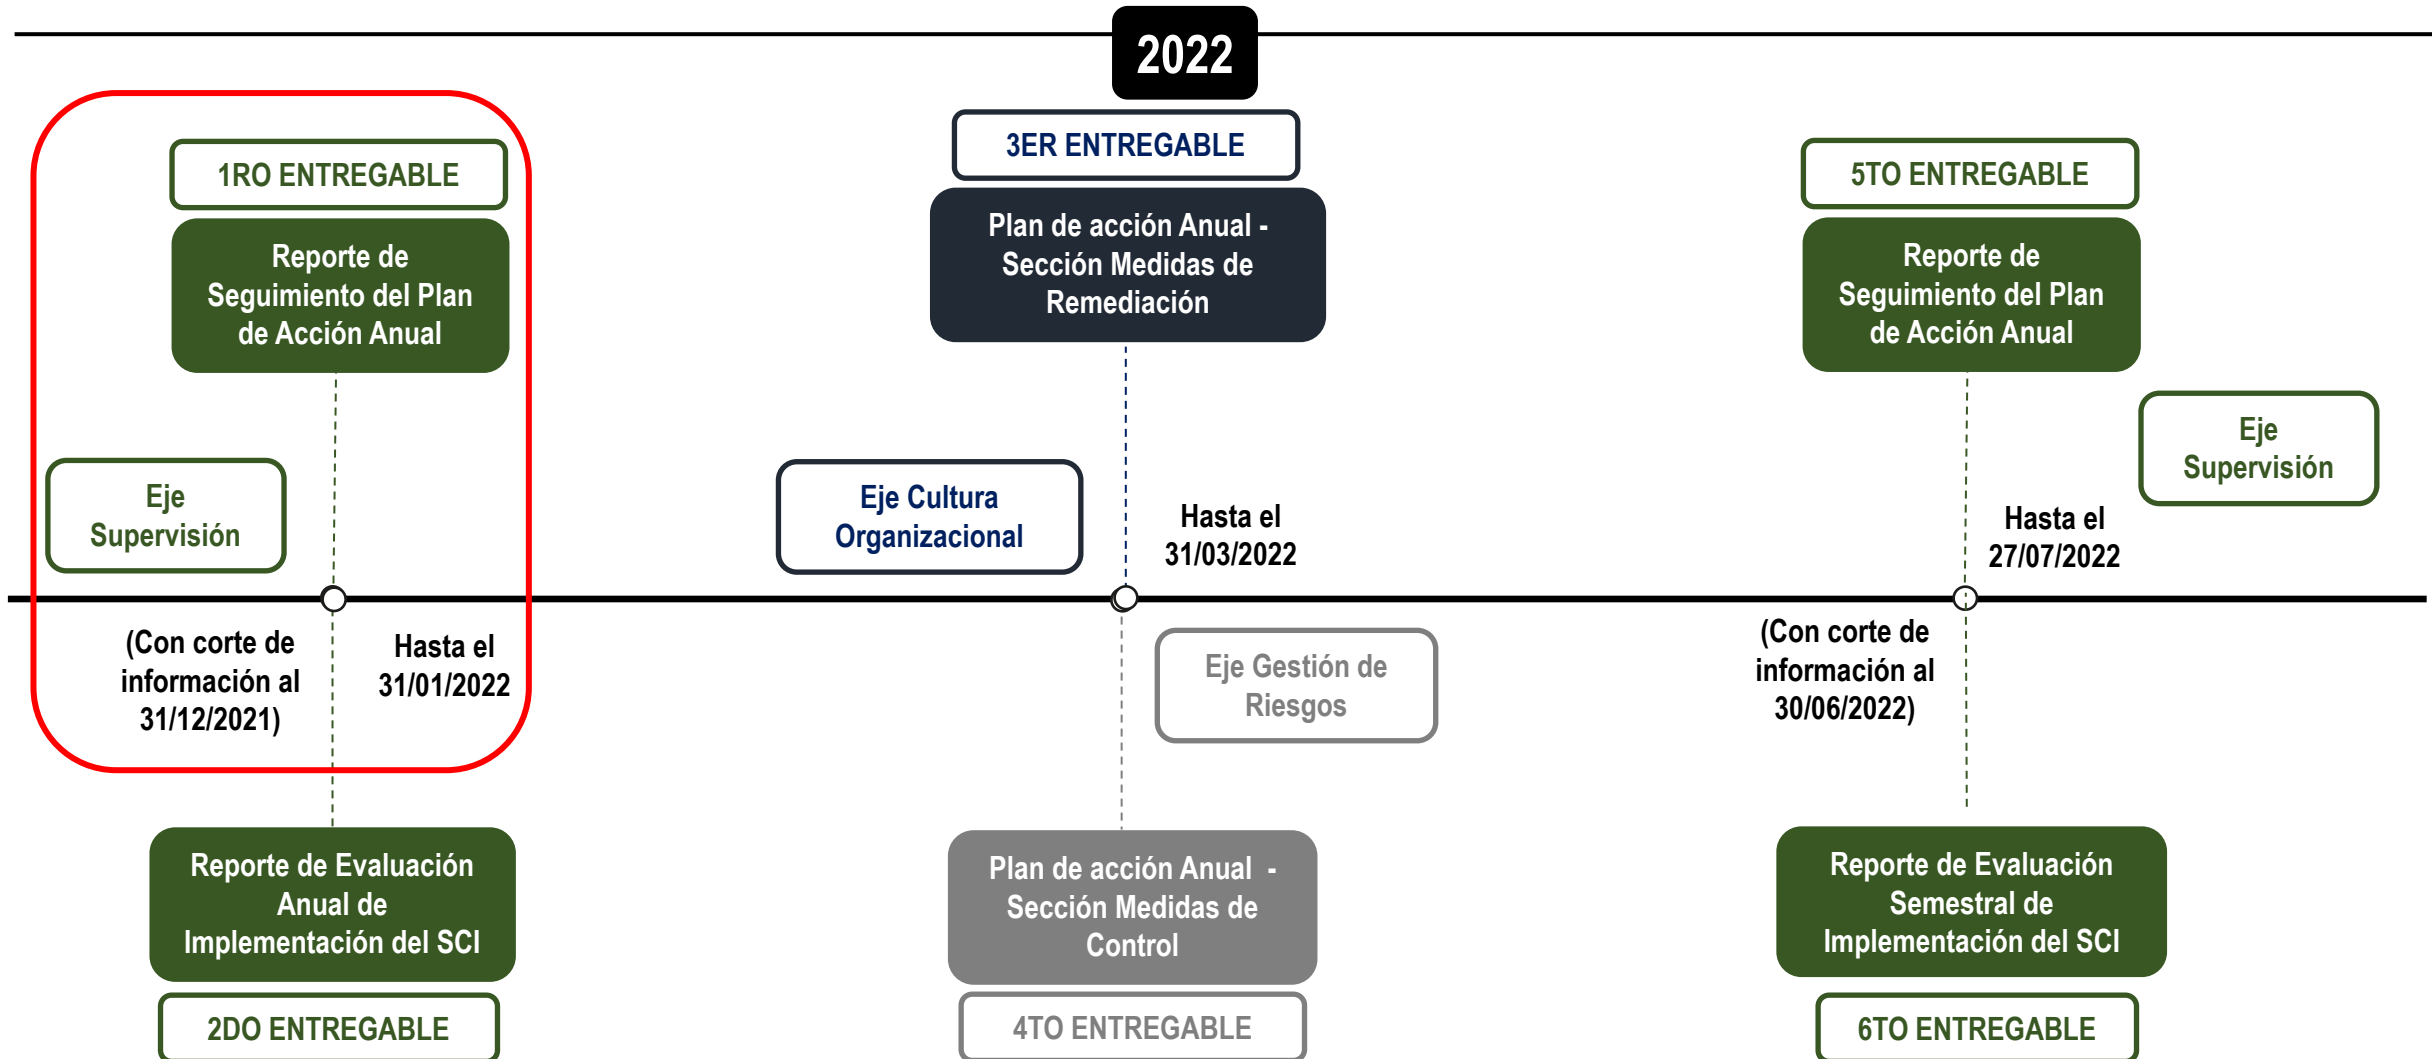 2022
1RO ENTREGABLE
Reporte de
Seguimiento del Plan
de Acción Anual
Eje
Supervisión
(Con corte de
información al
31/12/2021)
Hasta el
31/01/2022
Reporte de Evaluación
Anual de
Implementación del SCI
2DO ENTREGABLE
3ER ENTREGABLE
Plan de acción Anual -
Sección Medidas de
Remediación
Eje Cultura
Organizacional
Hasta el
31/03/2022
Eje Gestión de
Riesgos
Plan de acción Anual -
Sección Medidas de
Control
4TO ENTREGABLE
5TO ENTREGABLE
Reporte de
Seguimiento del Plan
de Acción Anual
Eje
Supervisión
Hasta el
27/07/2022
(Con corte de
información al
30/06/2022)
Reporte de Evaluación
Semestral de
Implementación del SCI
6TO ENTREGABLE